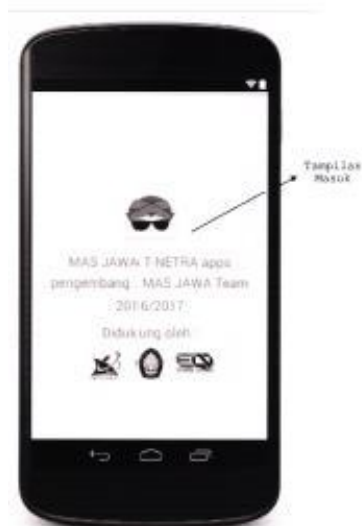 MAS JAWA T NETRA apps
pengembang : MAS JAWA Team
2016/2017
Didukung oleh :
Tampilan
Masuk